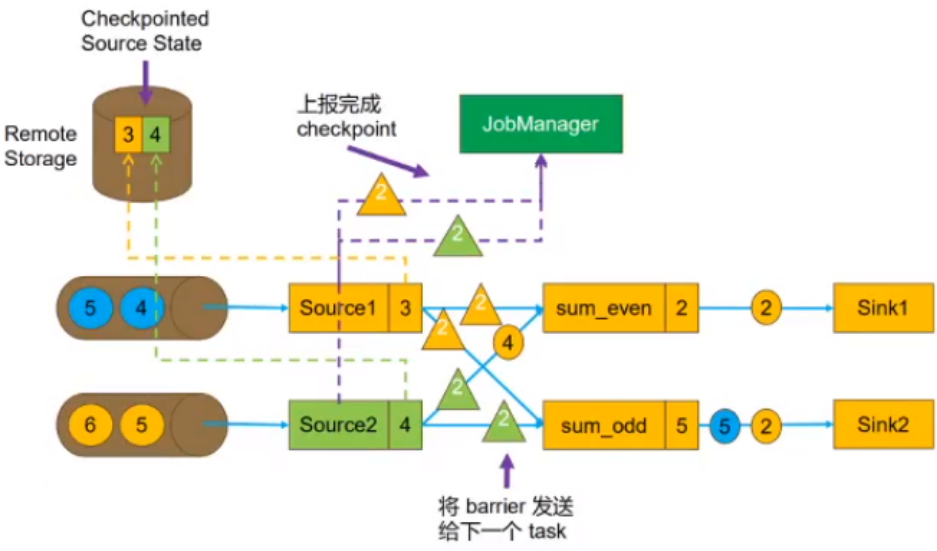 Checkpointed
Source State
Remote
Storage
3 4
上报完成
checkpoint
JobManager
2
2
5 4
Source1 3
2
2
4
sum_even 2
2
Sink1
6 5
Source2 4
2
2
sum_odd 5
5 2
Sink2
将 barrier 发送
给下一个 task